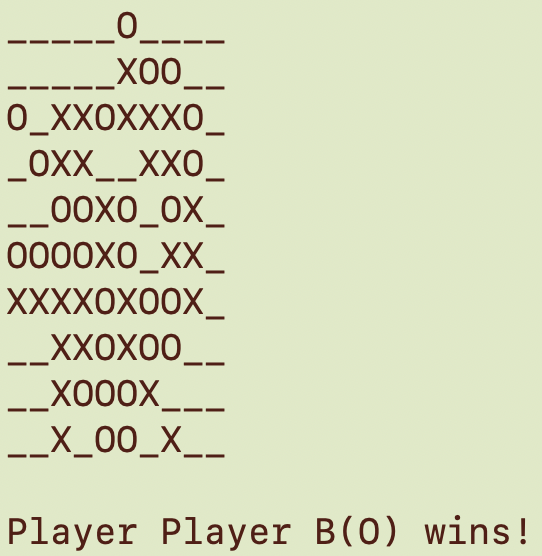 _____O____
_____XOO__
O_XXOXXXO_
_OXX__XXO_
__OOXO_OX_
OOOOXO_XX_
XXXXOXOOX_
__XXOXOO__
__XOOOX___
__X_OO_X__
Player Player B(O) wins!